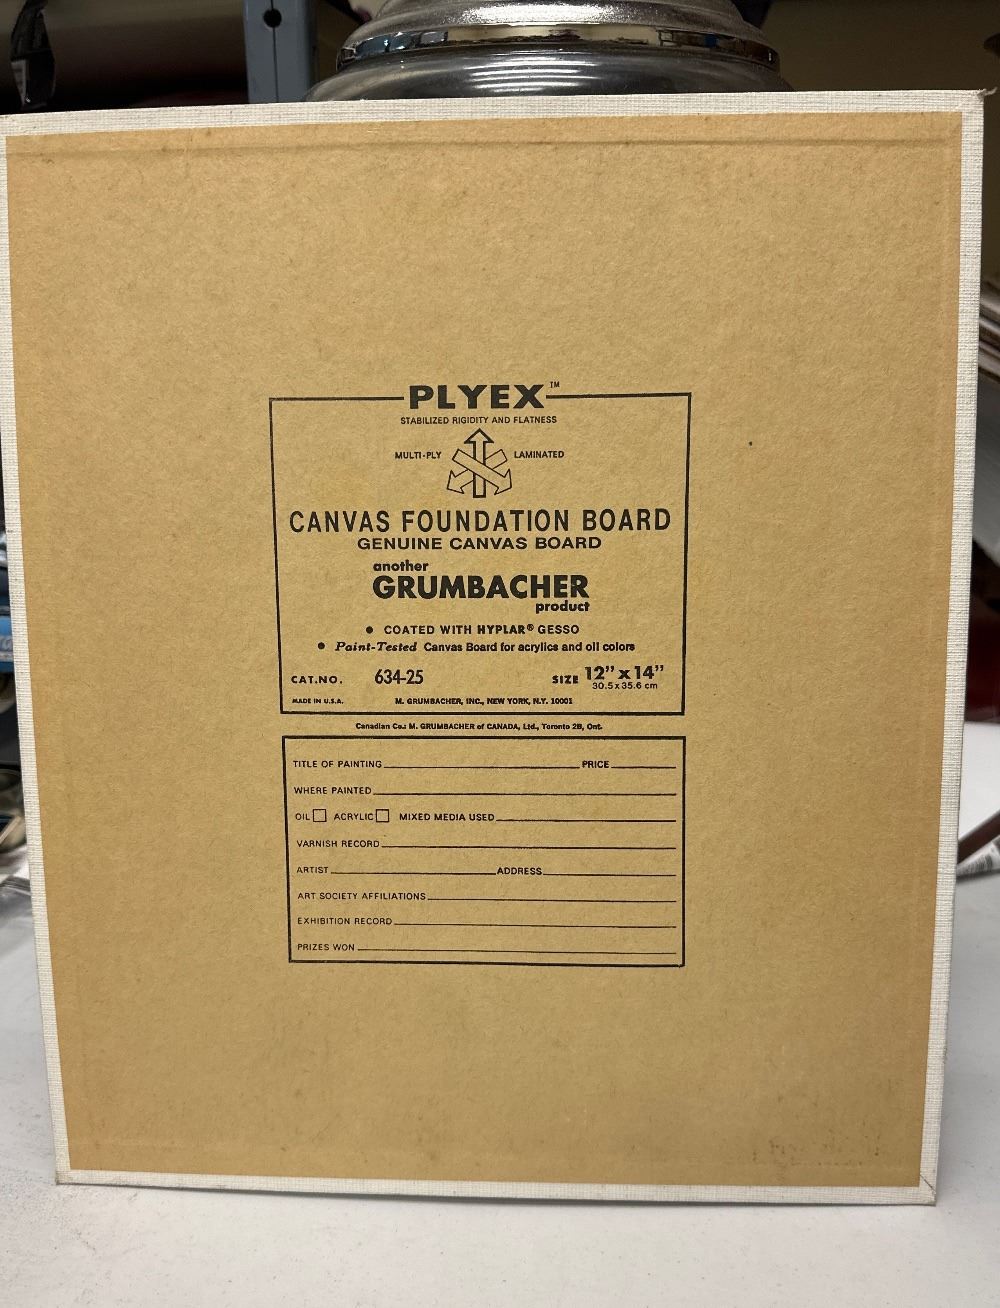 PLYEX™
STABILIZED RIGIDITY AND FLATNESS
MULTI-PLY LAMINATED
CANVAS FOUNDATION BOARD
GENUINE CANVAS BOARD
another
GRUMBACHER
product
• COATED WITH HYPLAR® GESSO
• Paint-Tested Canvas Board for acrylics and oil colors
CAT.NO. 634-25 SIZE 12" x 14"
30.5 x 35.6 cm
MADE IN U.S.A. M. GRUMBACHER, INC., NEW YORK, N.Y. 10001
Canadian Co.: M. GRUMBACHER of CANADA, Ltd., Toronto 2B, Ont.
TITLE OF PAINTING PRICE
WHERE PAINTED
OIL ACRYLIC MIXED MEDIA USED
VARNISH RECORD
ARTIST ADDRESS
ART SOCIETY AFFILIATIONS
EXHIBITION RECORD
PRIZES WON